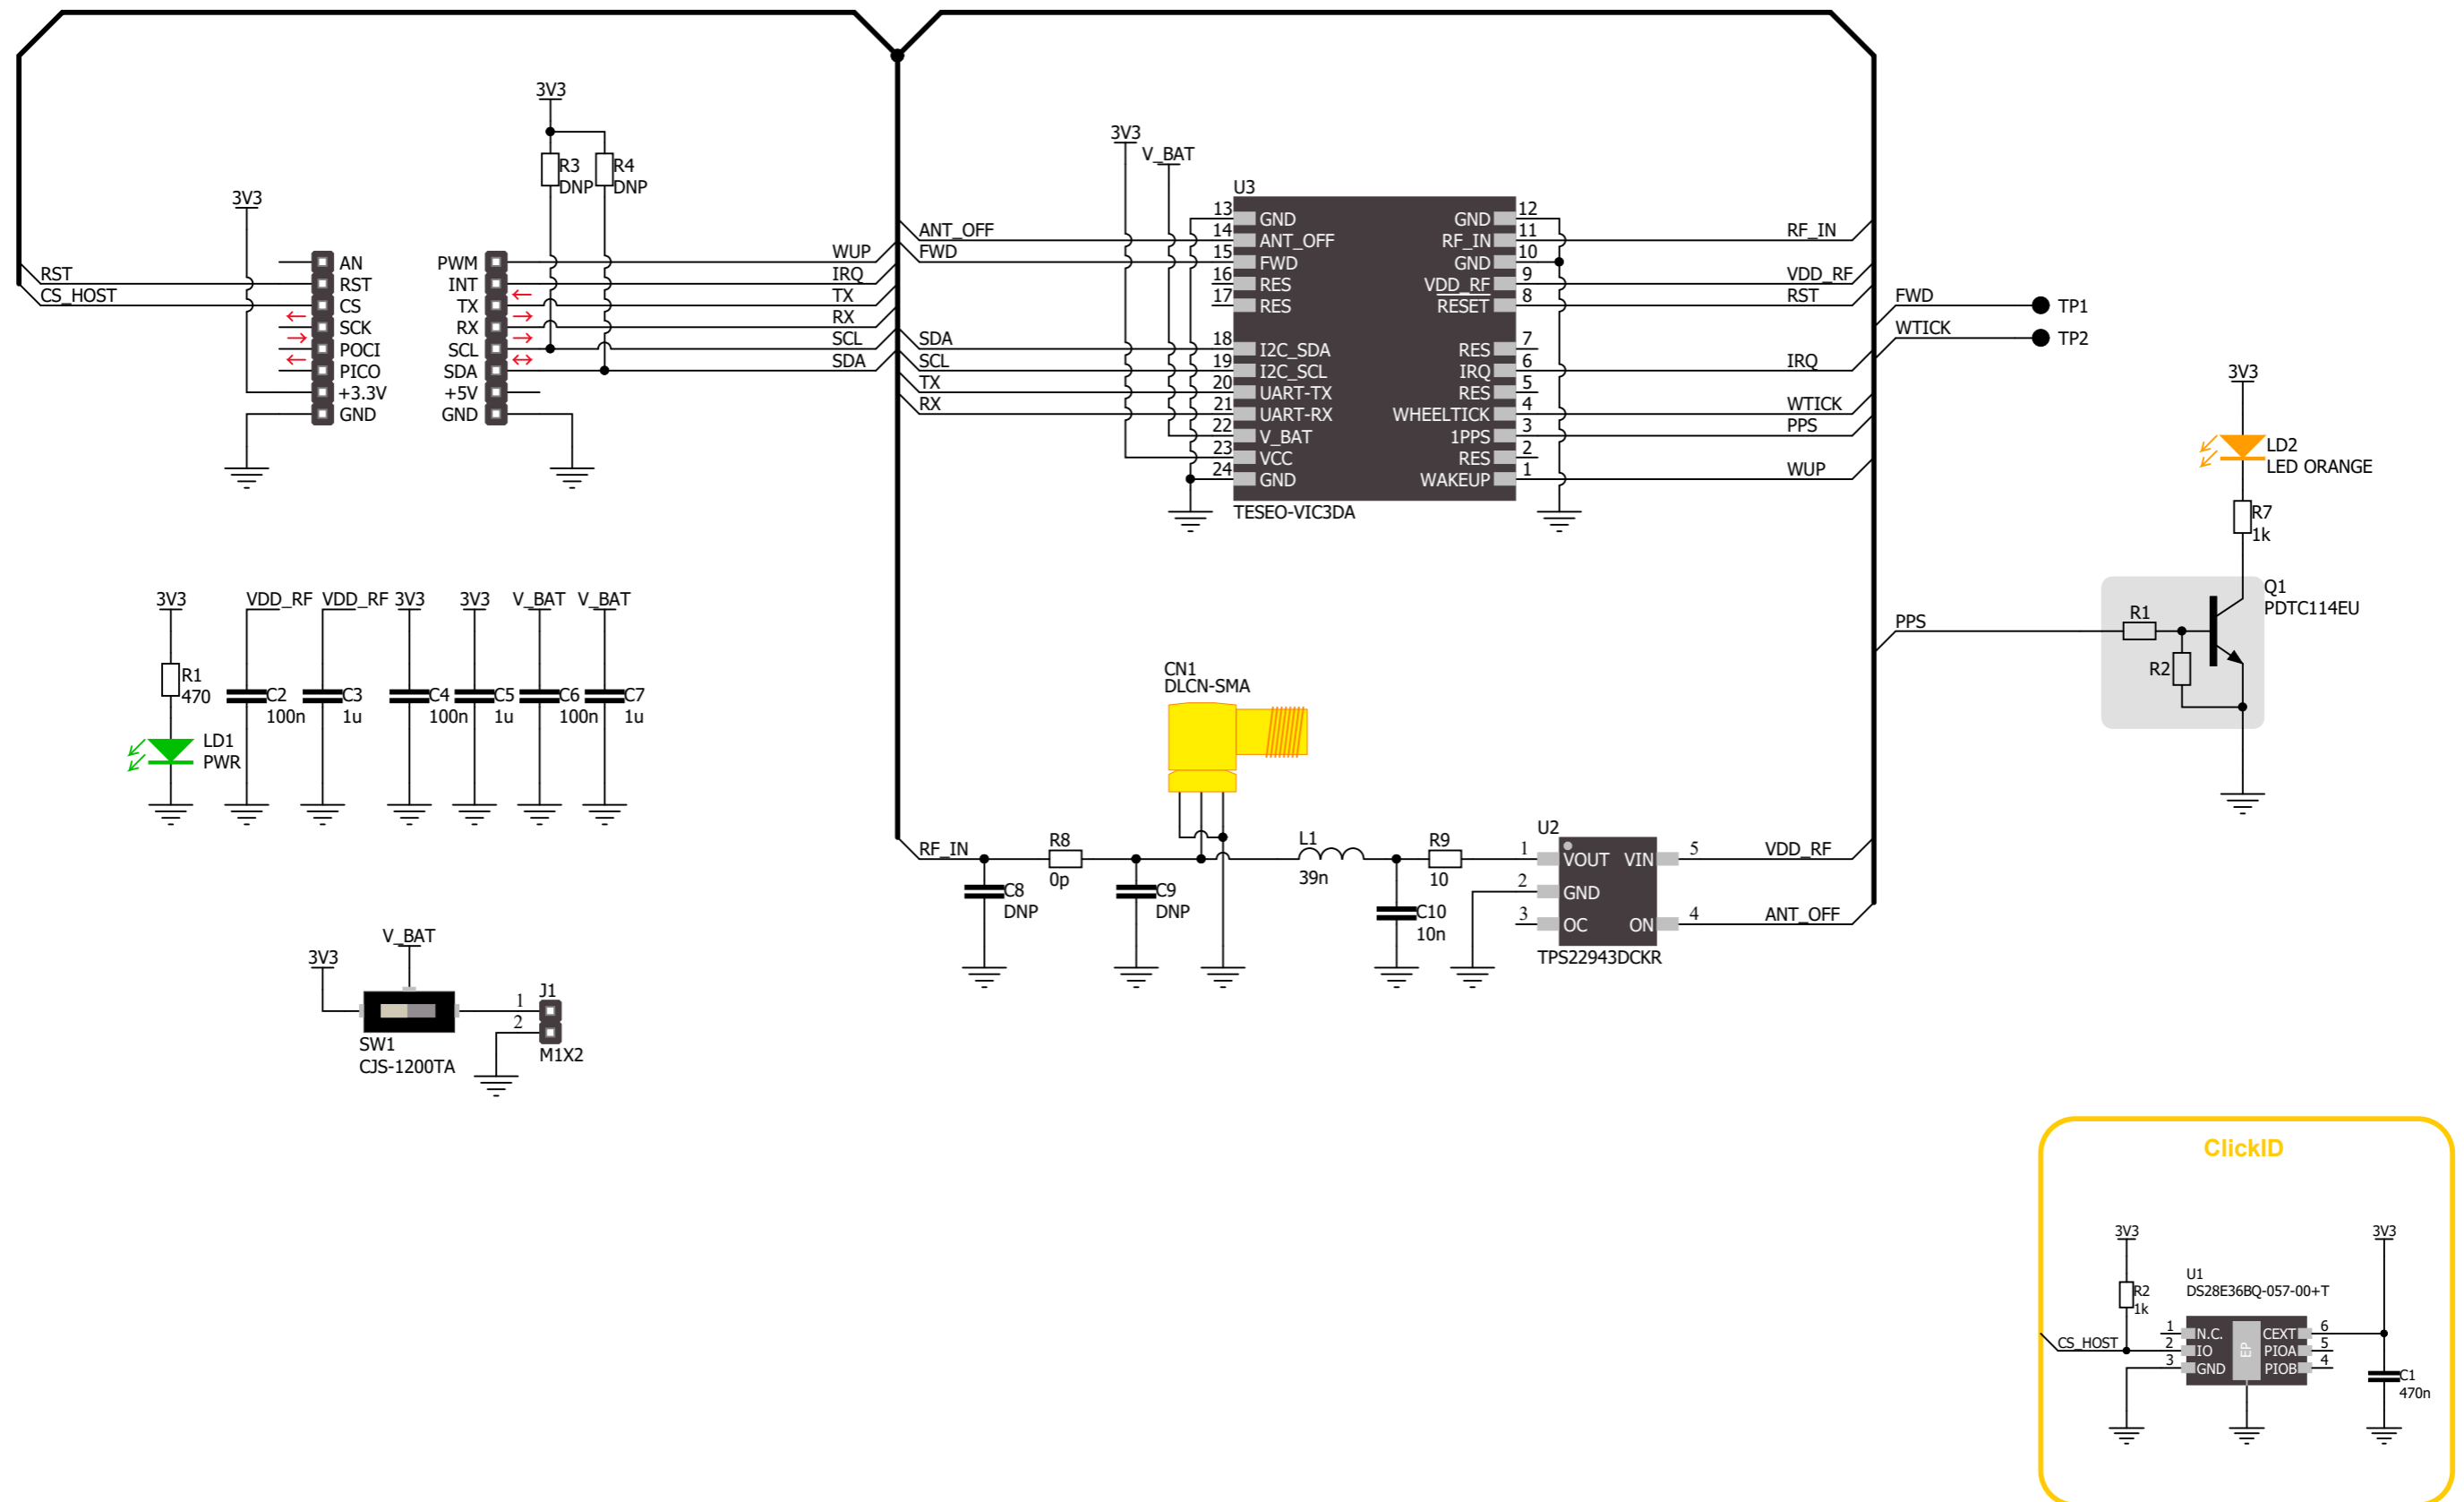 3V3
R3
DNP
R4
DNP
3V3
RST
CS_HOST
AN
RST
CS
SCK
POCI
PICO
+3.3V
GND
PWM
INT
TX
RX
SCL
SDA
+5V
GND
WUP
IRQ
TX
RX
SCL
SDA
ANT_OFF
FWD
SDA
SCL
TX
RX
3V3
V_BAT
U3
13 GND
14 ANT_OFF
15 FWD
16 RES
17 RES
18 I2C_SDA
19 I2C_SCL
20 UART-TX
21 UART-RX
22 V_BAT
23 VCC
24 GND
GND 12
RF_IN 11
GND 10
VDD_RF 9
RESET 8
RES 7
IRQ 6
RES 5
WHEELTICK 4
1PPS 3
RES 2
WAKEUP 1
TESEO-VIC3DA
RF_IN
VDD_RF
RST
IRQ
WTICK
PPS
WUP
FWD
TP1
WTICK
TP2
3V3
LD2
LED ORANGE
R7
1k
Q1
PDTC114EU
R1
R2
PPS
3V3
R1
470
LD1
PWR
VDD_RF
C2
100n
VDD_RF
C3
1u
3V3
C4
100n
3V3
C5
1u
V_BAT
C6
100n
V_BAT
C7
1u
CN1
DLCN-SMA
RF_IN
C8
DNP
R8
0p
C9
DNP
L1
39n
C10
10n
R9
10
U2
1 VOUT
2 GND
3 OC
VIN 5
ON 4
TPS22943DCKR
VDD_RF
ANT_OFF
V_BAT
3V3
SW1
CJS-1200TA
1
2
J1
M1X2
ClickID
3V3
R2
1k
CS_HOST
U1
DS28E36BQ-057-00+T
1 N.C.
2 IO
3 GND
EP
CEXT 6
PIOA 5
PIOB 4
3V3
C1
470n